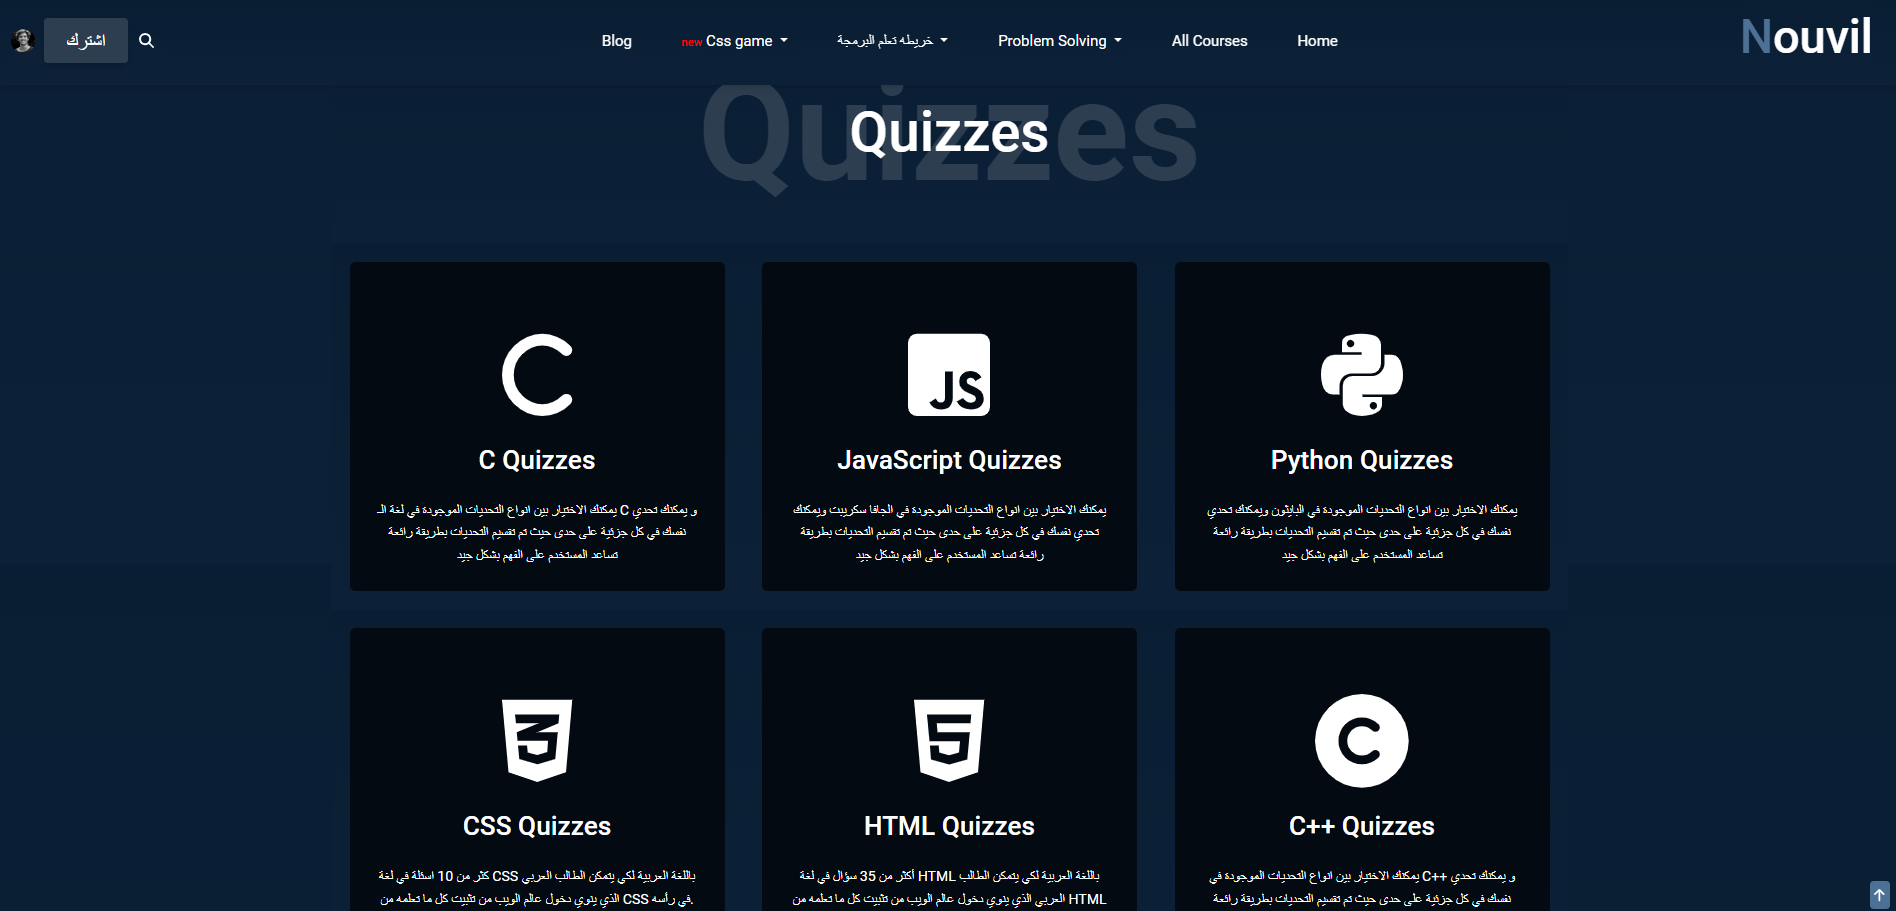 Nouvil
Home
All Courses
Problem Solving
خريطه تعلم البرمجة
Css game new
Blog
اشترك
Quizzes
Quizzes
C Quizzes
و يمكنك تحدي C يمكنك الاختيار بين انواع التحديات الموجودة في لغة الـ
نفسك في كل جزئية على حدى حيث تم تقسيم التحديات بطريقة رائعة
تساعد المستخدم على الفهم بشكل جيد
JS
JavaScript Quizzes
يمكنك الاختيار بين انواع التحديات الموجودة في الجافا سكريبت ويمكنك
تحدي نفسك في كل جزئية على حدى حيث تم تقسيم التحديات بطريقة
رائعة تساعد المستخدم على الفهم بشكل جيد
Python Quizzes
يمكنك الاختيار بين انواع التحديات الموجودة في البايثون ويمكنك تحدي
نفسك في كل جزئية على حدى حيث تم تقسيم التحديات بطريقة رائعة
تساعد المستخدم على الفهم بشكل جيد
CSS Quizzes
باللغة العربية لكي يتمكن الطالب العربي CSS كثر من 10 اسئلة في لغة
.في رأسه CSS الذي ينوي دخول عالم الويب من تثبيت كل ما تعلمه من
HTML Quizzes
باللغة العربية لكي يتمكن الطالب HTML أكثر من 35 سؤال في لغة
HTML العربي الذي ينوي دخول عالم الويب من تثبيت كل ما تعلمه من
C
C++ Quizzes
و يمكنك تحدي C++ يمكنك الاختيار بين انواع التحديات الموجودة في
نفسك في كل جزئية على حدى حيث تم تقسيم التحديات بطريقة رائعة